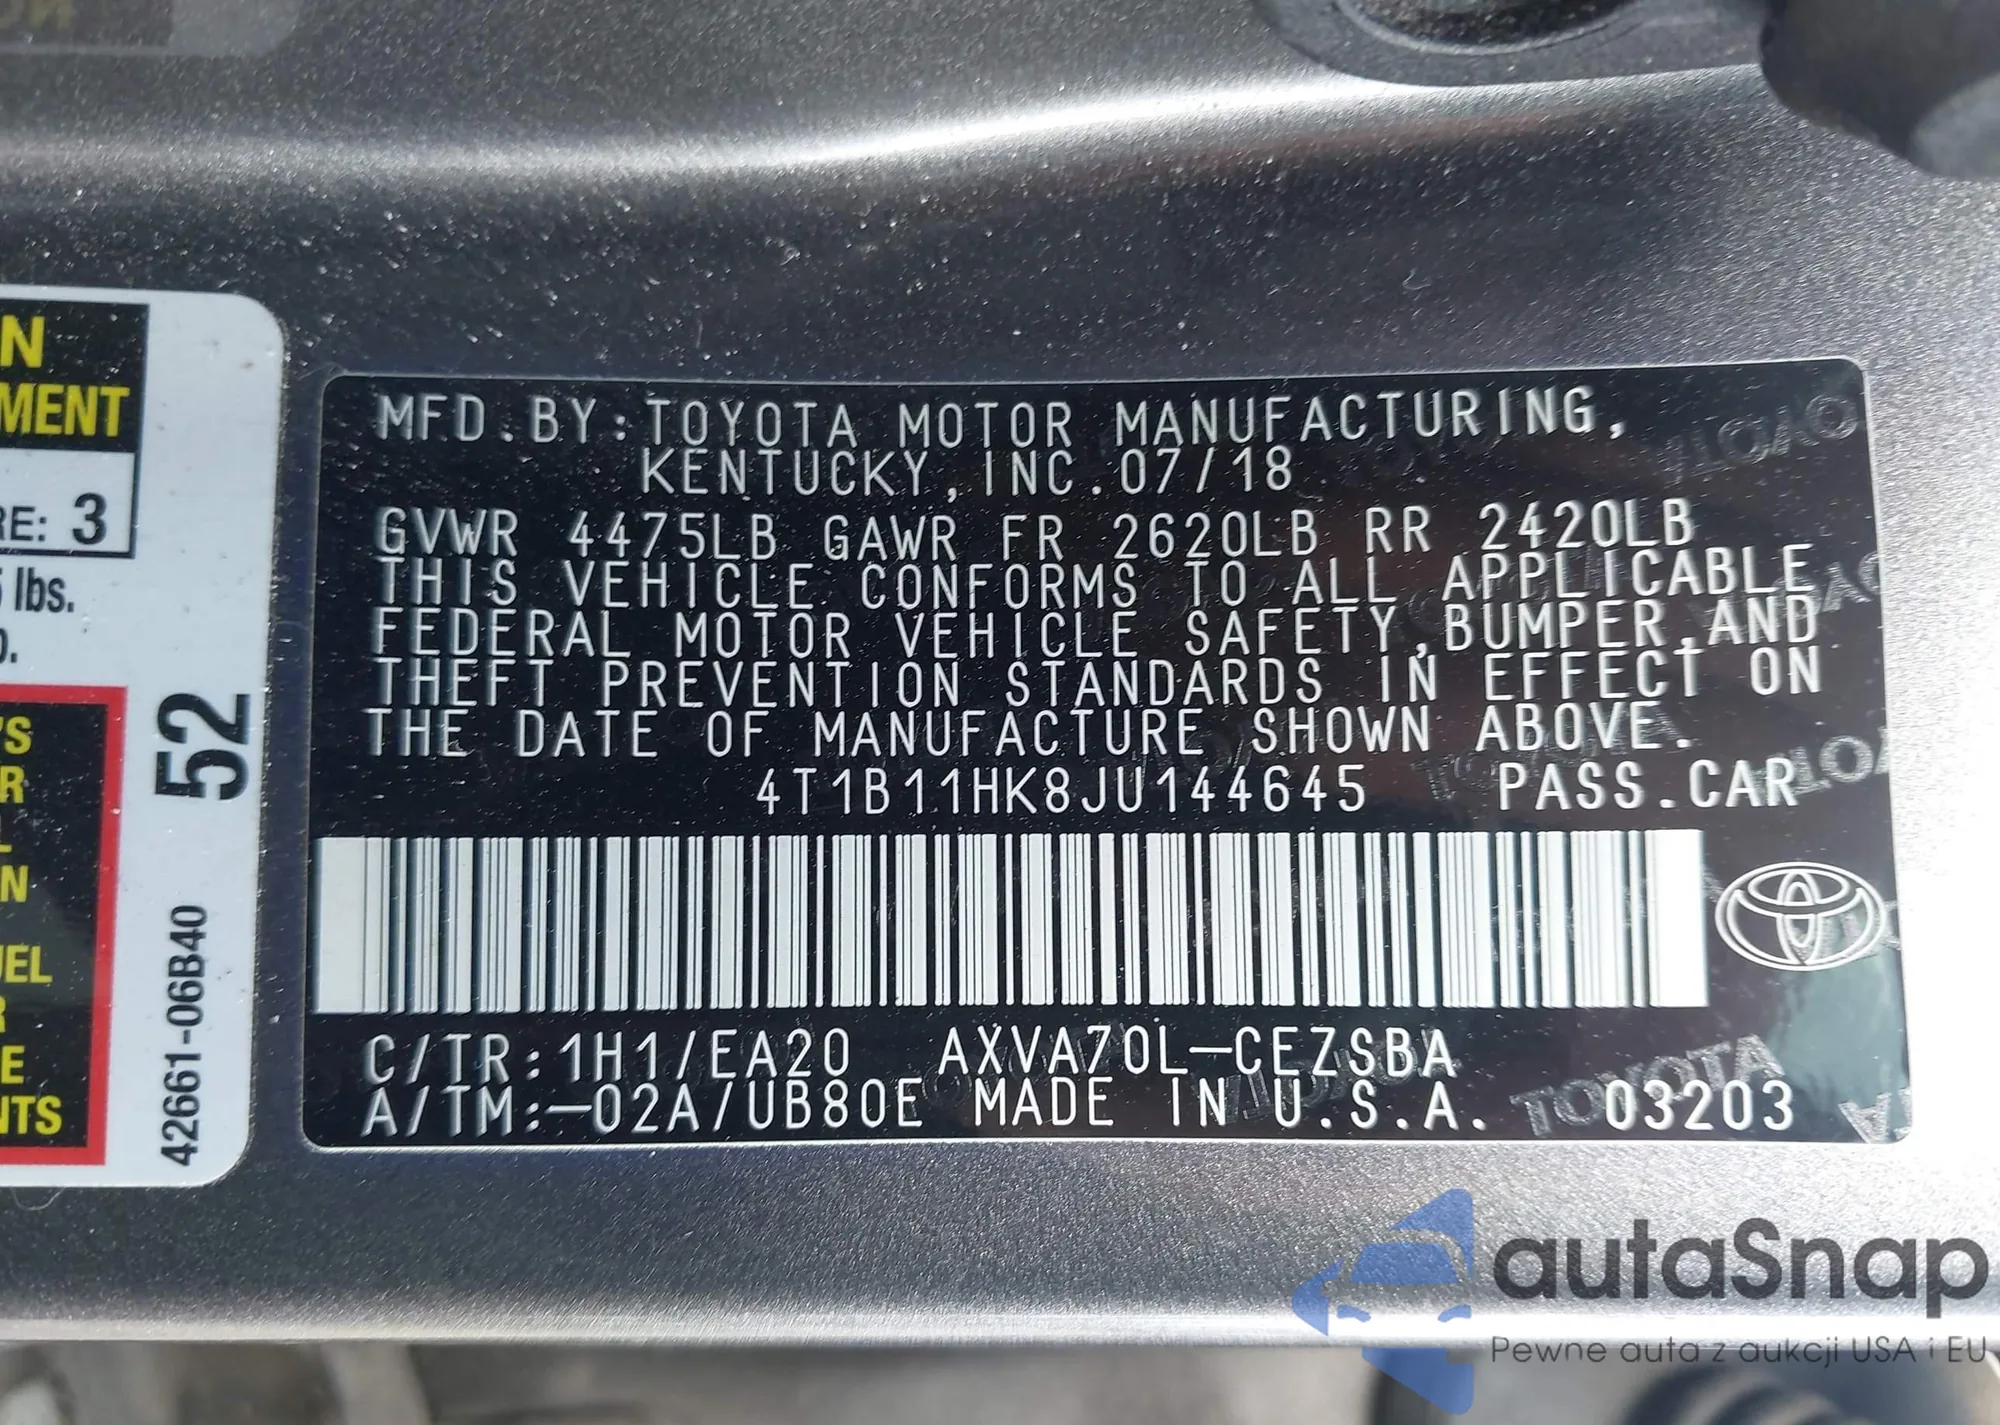 N
MENT
RE: 3
5 lbs.
'S
R
L
N
UEL
R
E
NTS
52
42661-06B40
MFD.BY:TOYOTA MOTOR MANUFACTURING,
KENTUCKY,INC.07/18
GVWR 4475LB GAWR FR 2620LB RR 2420LB
THIS VEHICLE CONFORMS TO ALL APPLICABLE
FEDERAL MOTOR VEHICLE SAFETY,BUMPER,AND
THEFT PREVENTION STANDARDS IN EFFECT ON
THE DATE OF MANUFACTURE SHOWN ABOVE.
4T1B11HK8JU144645 PASS.CAR
C/TR:1H1/EA20 AXVA70L-CEZSBA
A/TM:-02A/UB80E MADE IN U.S.A. 03203
TOYOTA
autaSnap
Pewne auta z aukcji USA i EU